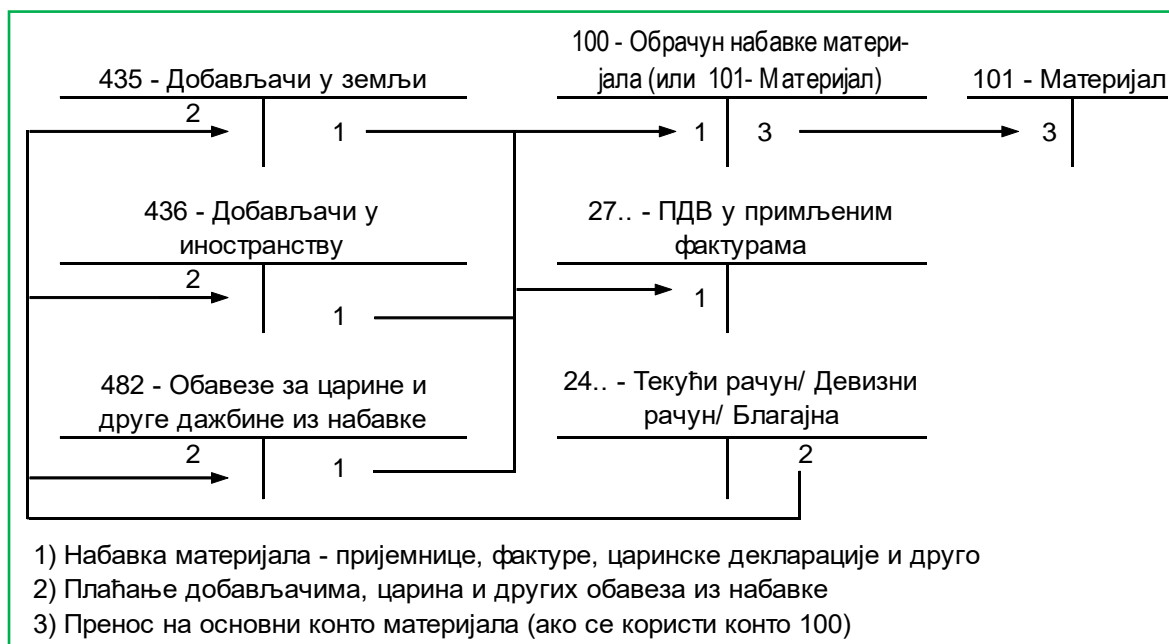 100 - Обрачун набавке матери-
јала (или 101- Материјал)
435 - Добављачи у земљи
101 - Материјал
2
1
1
3
3
436 - Добављачи у
иностранству
27.. - ПДВ у примљеним
фактурама
2
1
1
482 - Обавезе за царине и
друге дажбине из набавке
24.. - Текући рачун/ Девизни
рачун/ Благајна
2
1
2
1) Набавка материјала - пријемнице, фактуре, царинске декларације и друго
2) Плаћање добављачима, царина и других обавеза из набавке
3) Пренос на основни конто материјала (ако се користи конто 100)